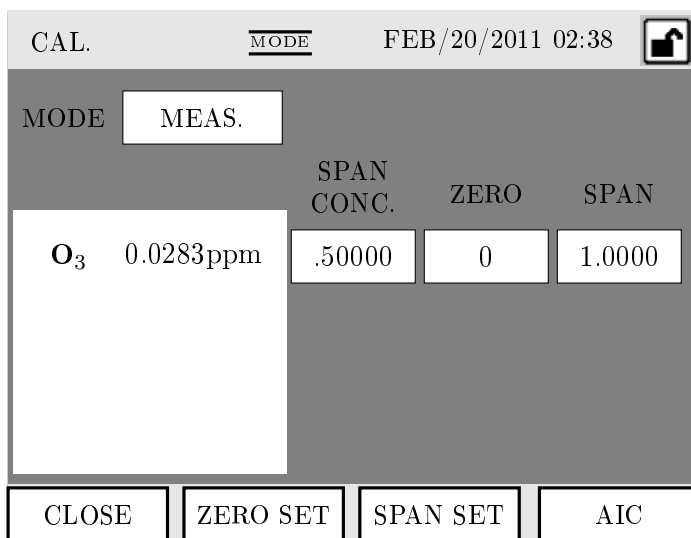 CAL. MODE FEB/20/2011 02:38
MODE MEAS.
SPAN CONC. ZERO SPAN
O₃ 0.0283ppm .50000 0 1.0000
CLOSE ZERO SET SPAN SET AIC